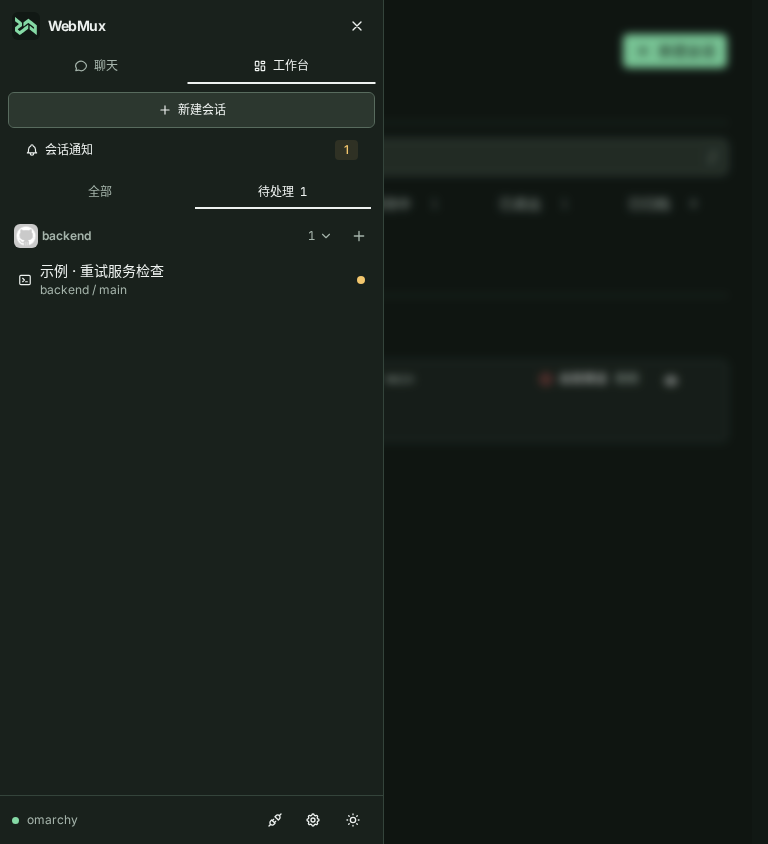 WebMux
聊天
工作台
新建会话
会话通知
1
全部
待处理 1
backend
1
示例 · 重试服务检查
backend / main
omarchy